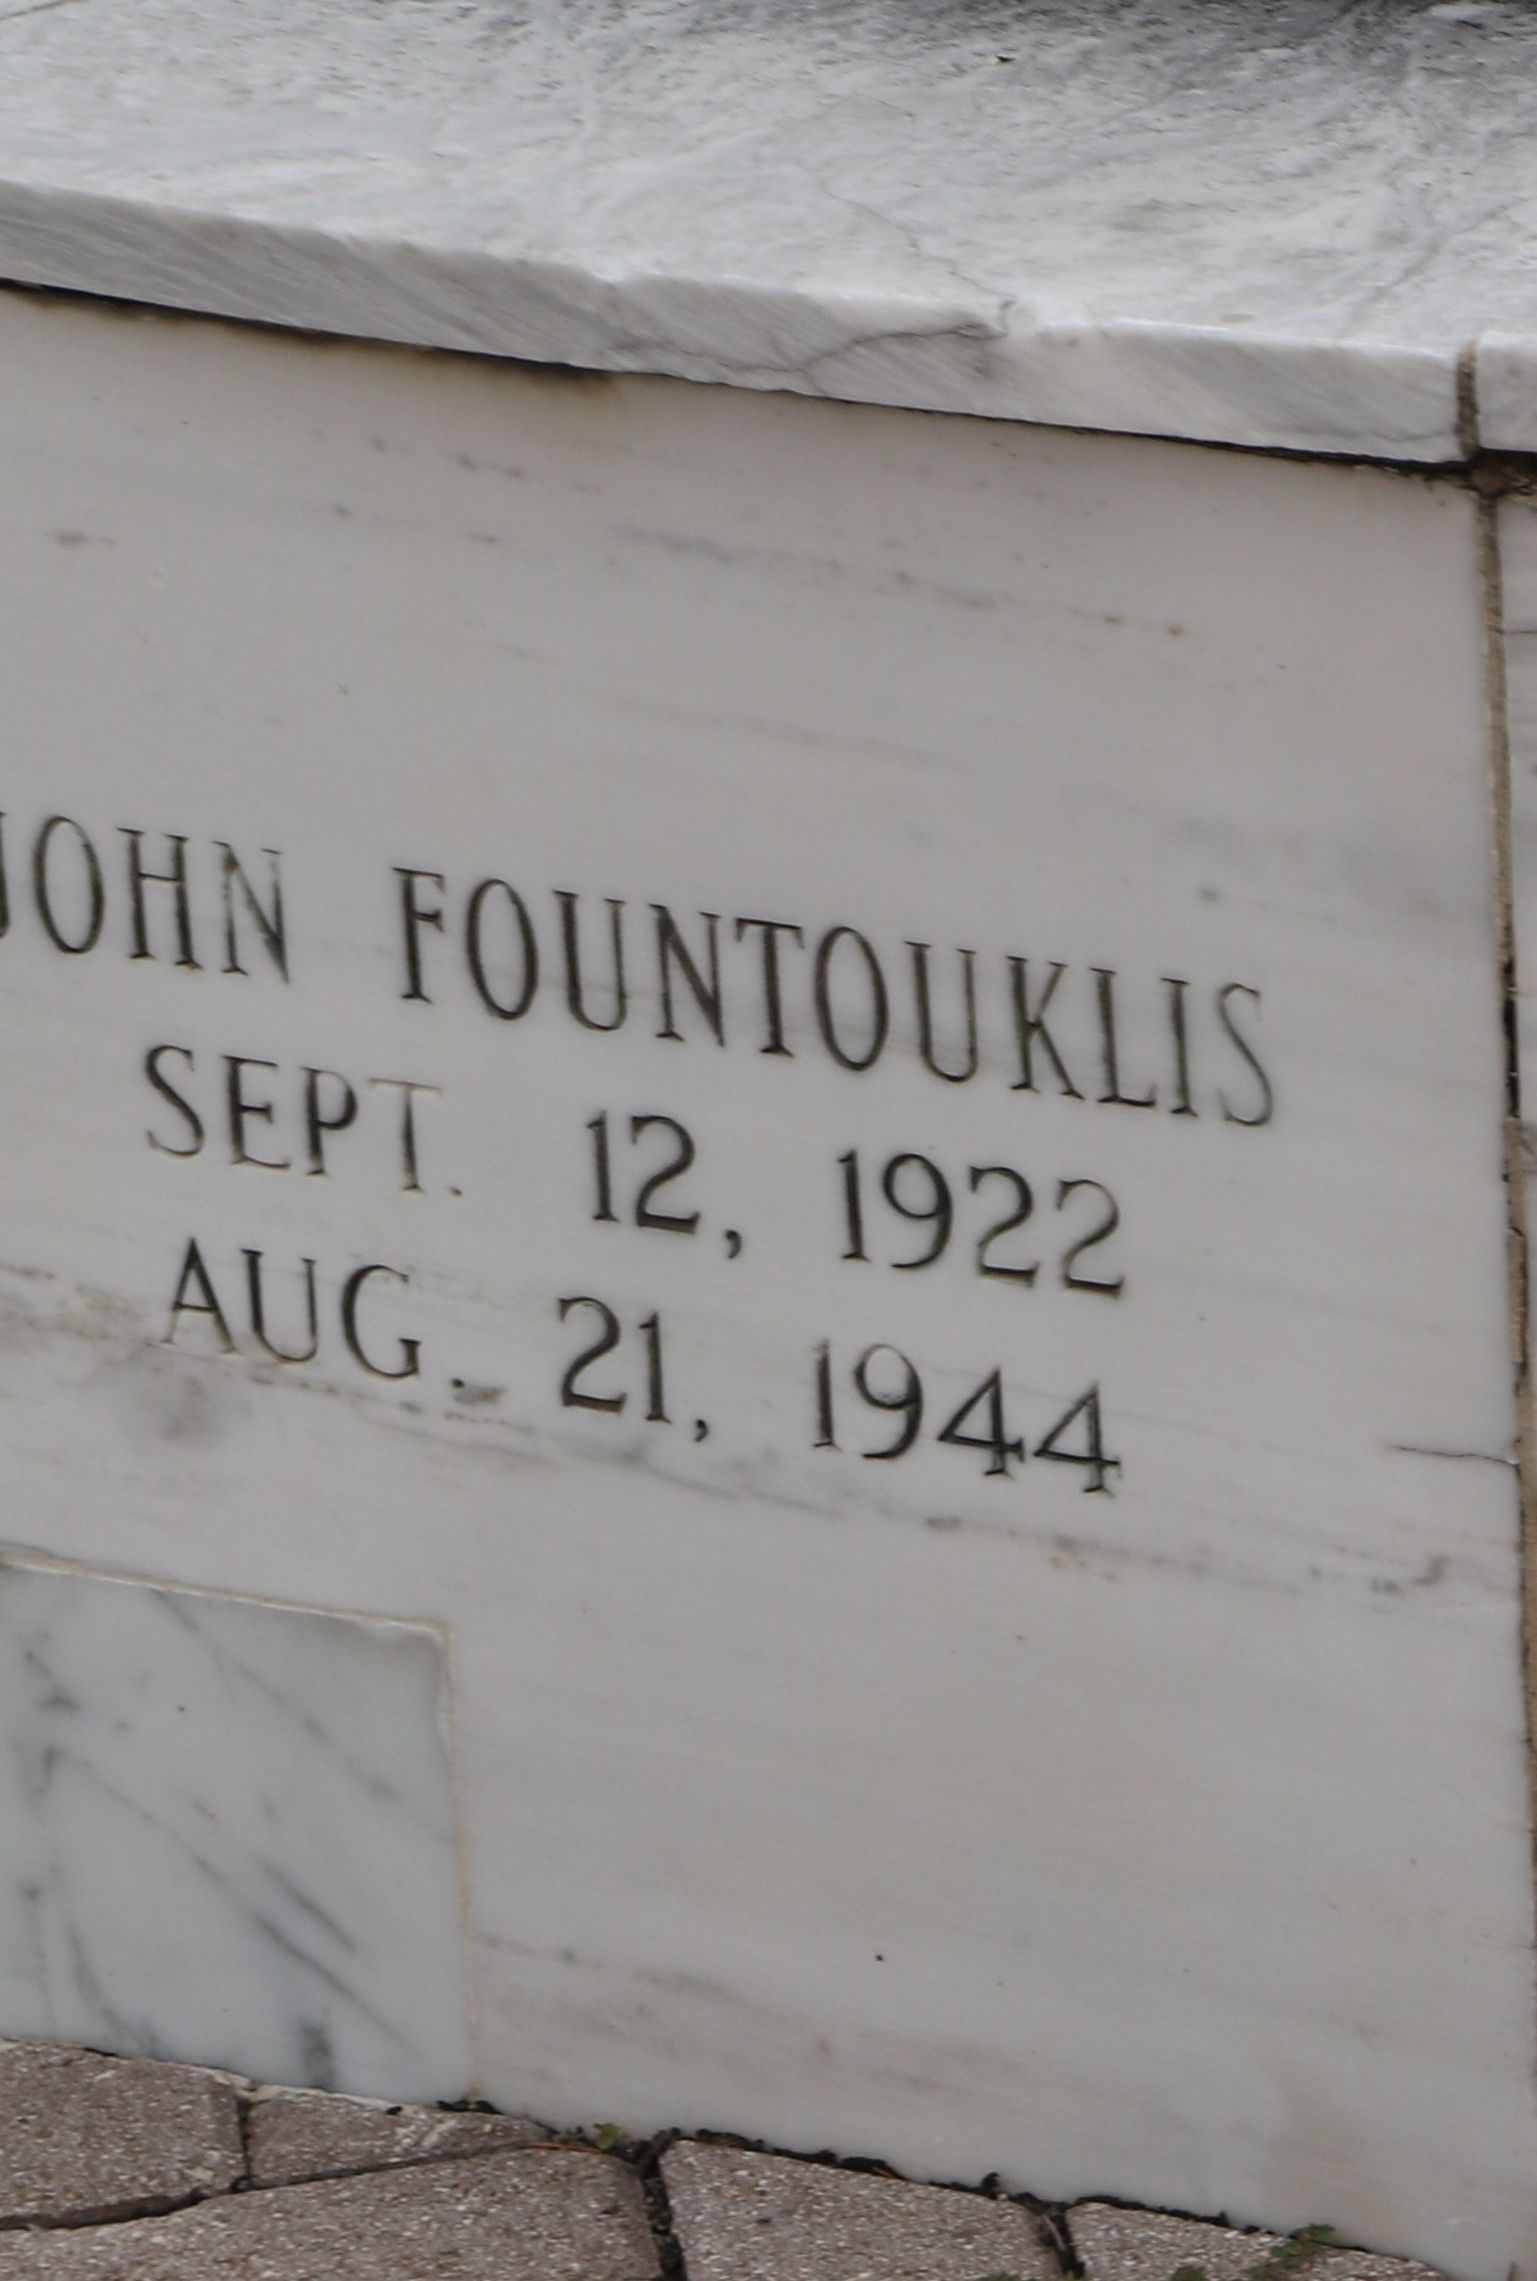 JOHN FOUNTOUKLIS
SEPT. 12, 1922
AUG. 21, 1944